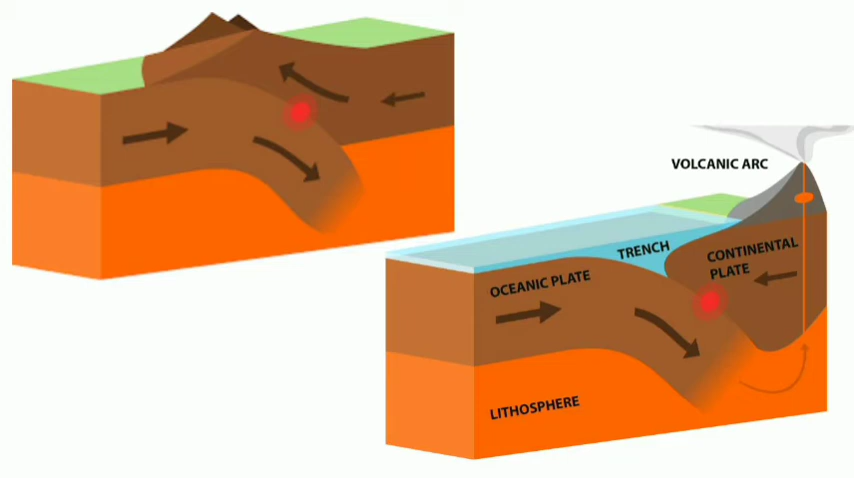 VOLCANIC ARC
TRENCH
CONTINENTAL
PLATE
OCEANIC PLATE
LITHOSPHERE